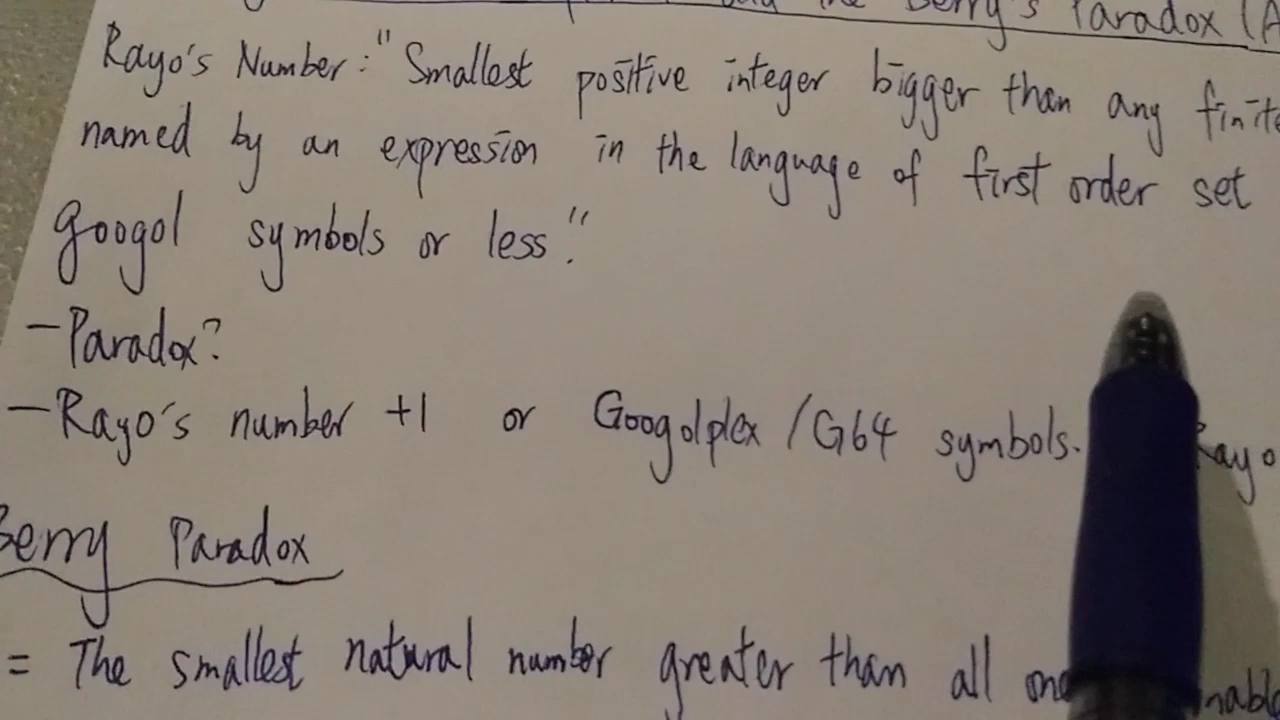 the Berry's Paradox
Rayo's Number: "Smallest positive integer bigger than any
named by an expression in the language of first order set
googol symbols or less."
- Paradox?
- Rayo's number +1 or Googolplex / G64 symbols. Rayo
Berry Paradox
= The smallest natural number greater than all